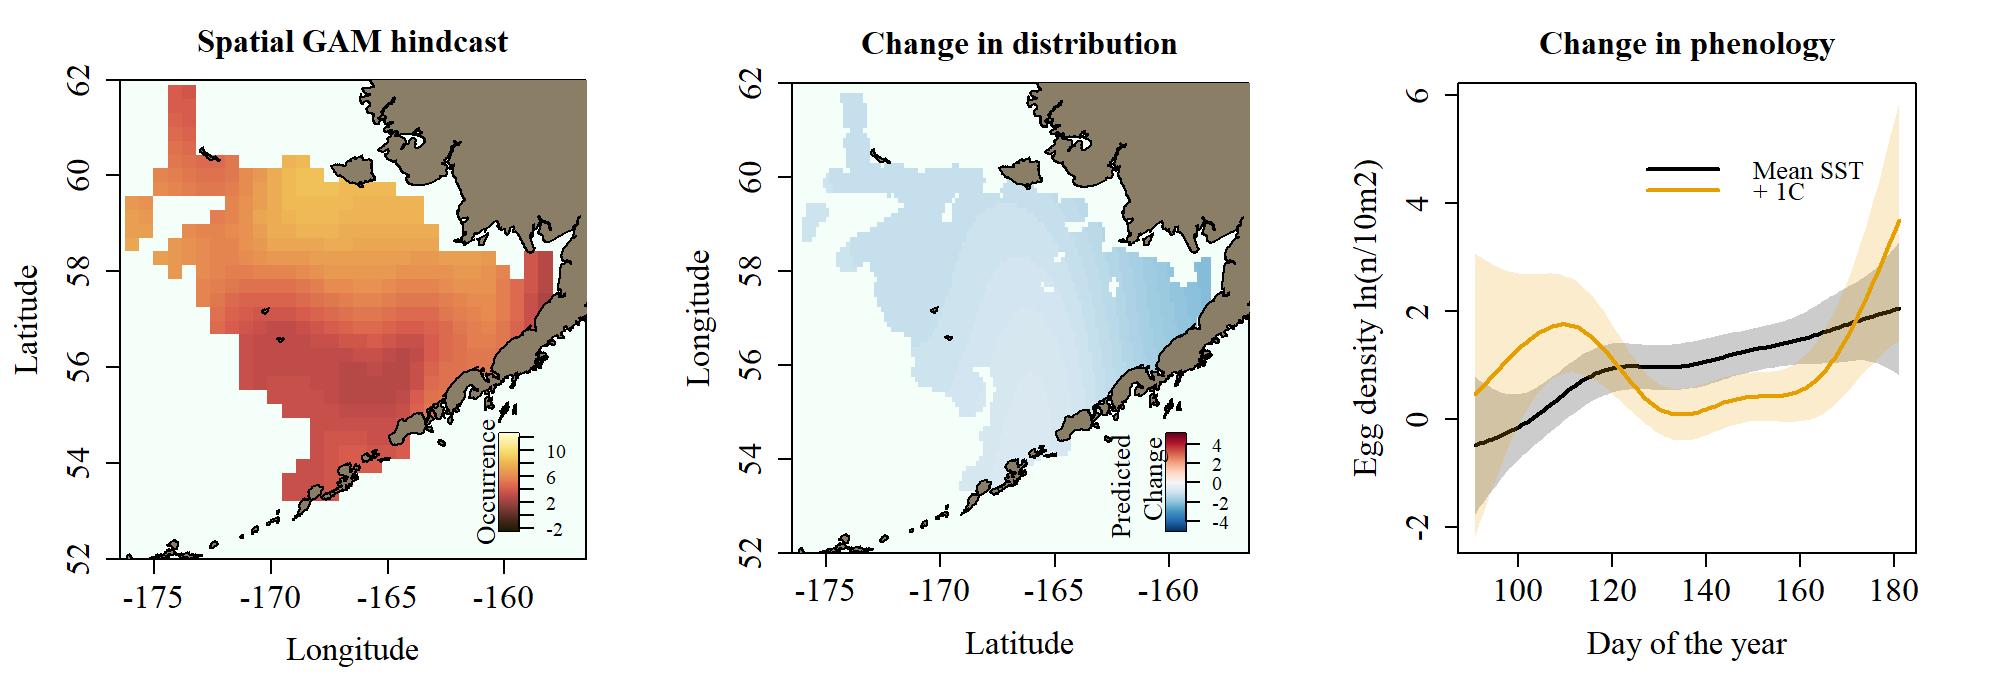 Spatial GAM hindcast
62
60
58
56
54
52
Latitude
-175 -170 -165 -160
Longitude
Occurrence
10
6
2
-2
Change in distribution
62
60
58
56
54
52
Longitude
-175 -170 -165 -160
Latitude
Predicted
Change
4
2
0
-2
-4
Change in phenology
6
4
2
0
-2
Egg density ln(n/10m2)
Mean SST
+ 1C
100 120 140 160 180
Day of the year